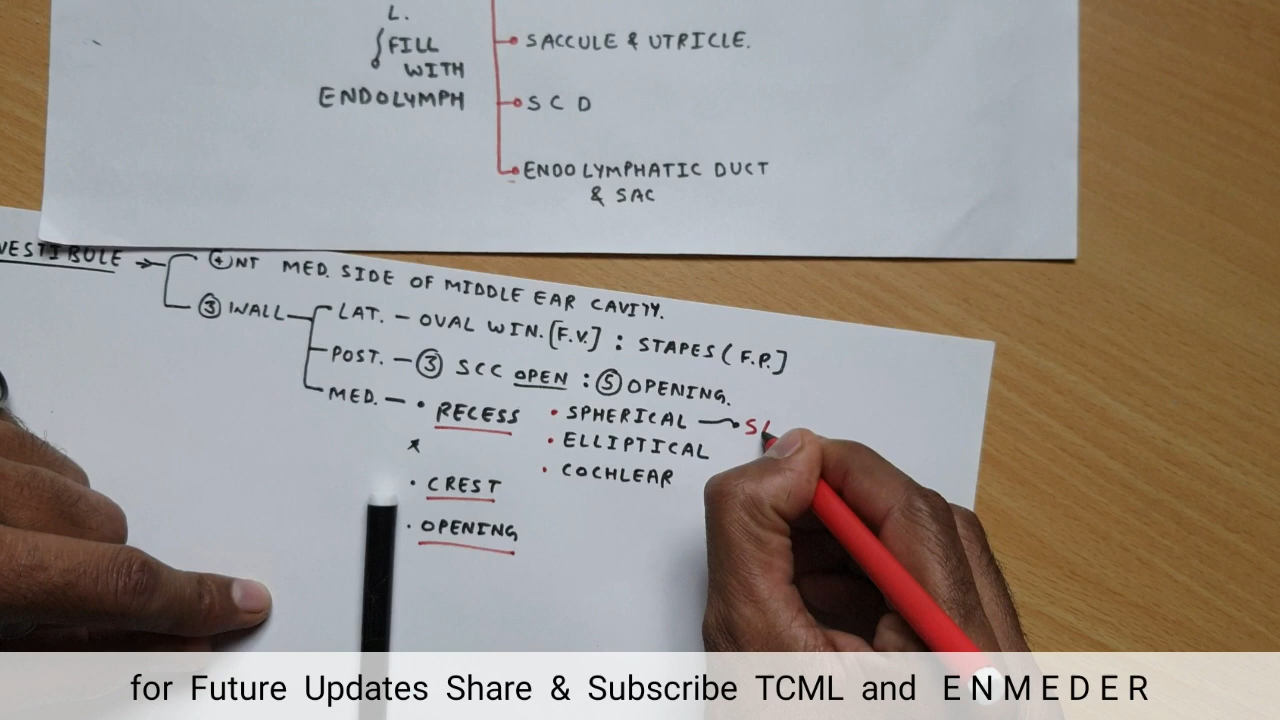 L.
FILL
WITH
ENDOLYMPH
SACCULE & UTRICLE.
S C D
ENDOLYMPHATIC DUCT
& SAC
VESTIBULE
NT MED. SIDE OF MIDDLE EAR CAVITY.
3 WALL
LAT. - OVAL WIN. [F.V.] : STAPES (F.P.]
POST. - 3 SCC OPEN : 5 OPENING.
MED. - • RECESS
• SPHERICAL
• ELLIPTICAL
• COCHLEAR
• CREST
• OPENING
for Future Updates Share & Subscribe TCML and E N M E D E R